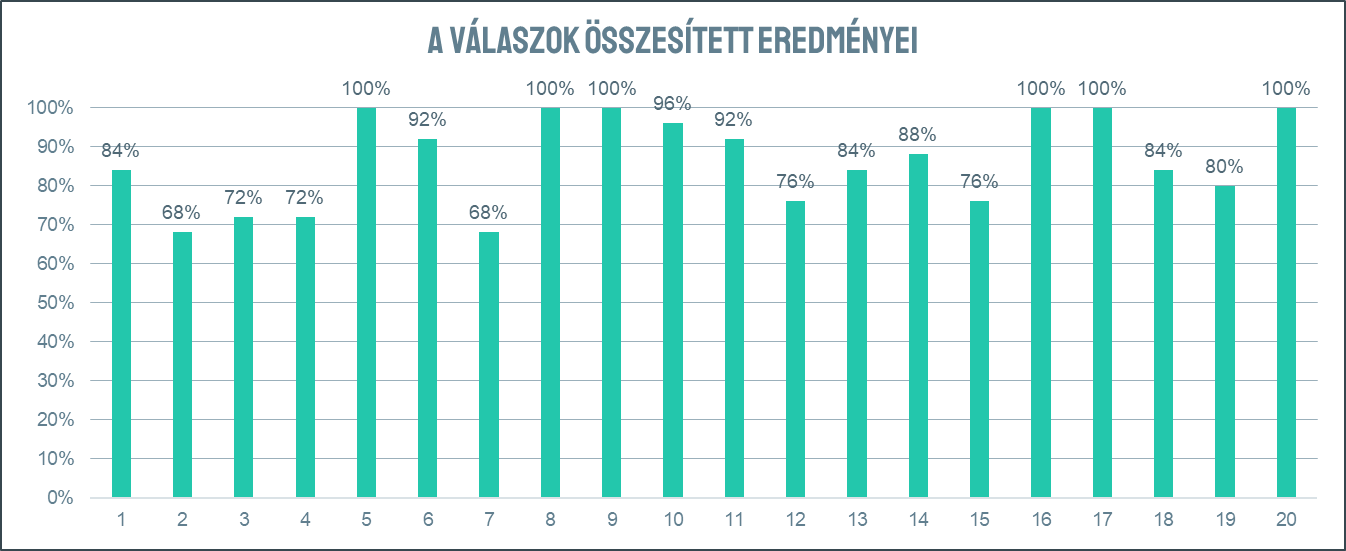 A VÁLASZOK ÖSSZESÍTETT EREDMÉNYEI
100% 100% 100% 100% 100% 100%
100% 96%
92% 92%
90% 84% 88% 84% 84%
80% 76% 76% 80%
72% 72%
70% 68% 68%
60%
50%
40%
30%
20%
10%
0%
1 2 3 4 5 6 7 8 9 10 11 12 13 14 15 16 17 18 19 20